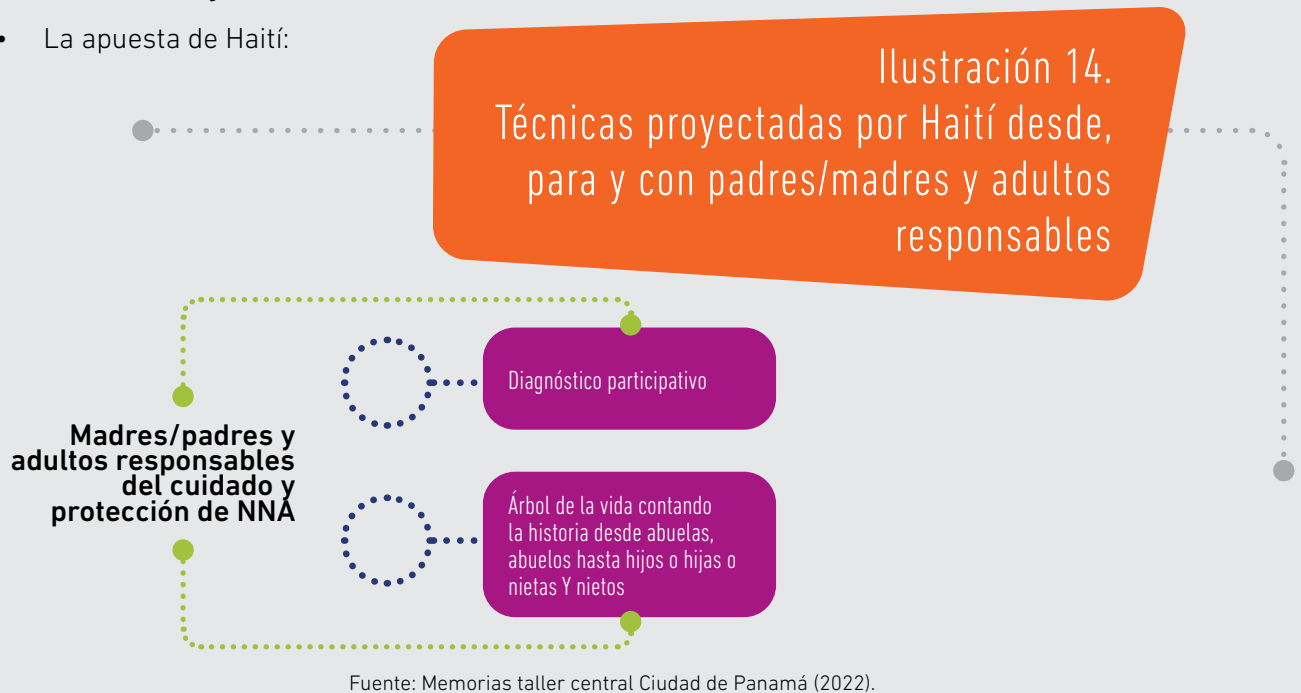 • La apuesta de Haití:
Ilustración 14.
Técnicas proyectadas por Haití desde,
para y con padres/madres y adultos
responsables
Madres/padres y
adultos responsables
del cuidado y
protección de NNA
Diagnóstico participativo
Árbol de la vida contando
la historia desde abuelas,
abuelos hasta hijos o hijas o
nietas Y nietos
Fuente: Memorias taller central Ciudad de Panamá (2022).